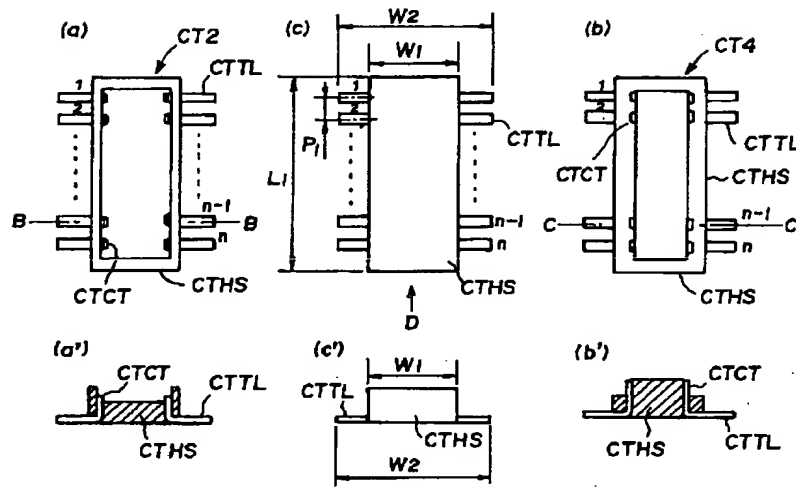 (a)
CT2
CTTL
1
2
n-1
B
B
n
CTCT
CTHS
(c)
W2
W1
1
2
P1
CTTL
L1
n-1
n
CTHS
D
(b)
CT4
1
2
CTCT
CTTL
CTHS
C
C
n-1
n
CTHS
(a')
CTCT
CTTL
CTHS
(c')
W1
CTTL
CTHS
W2
(b')
CTCT
CTHS
CTTL